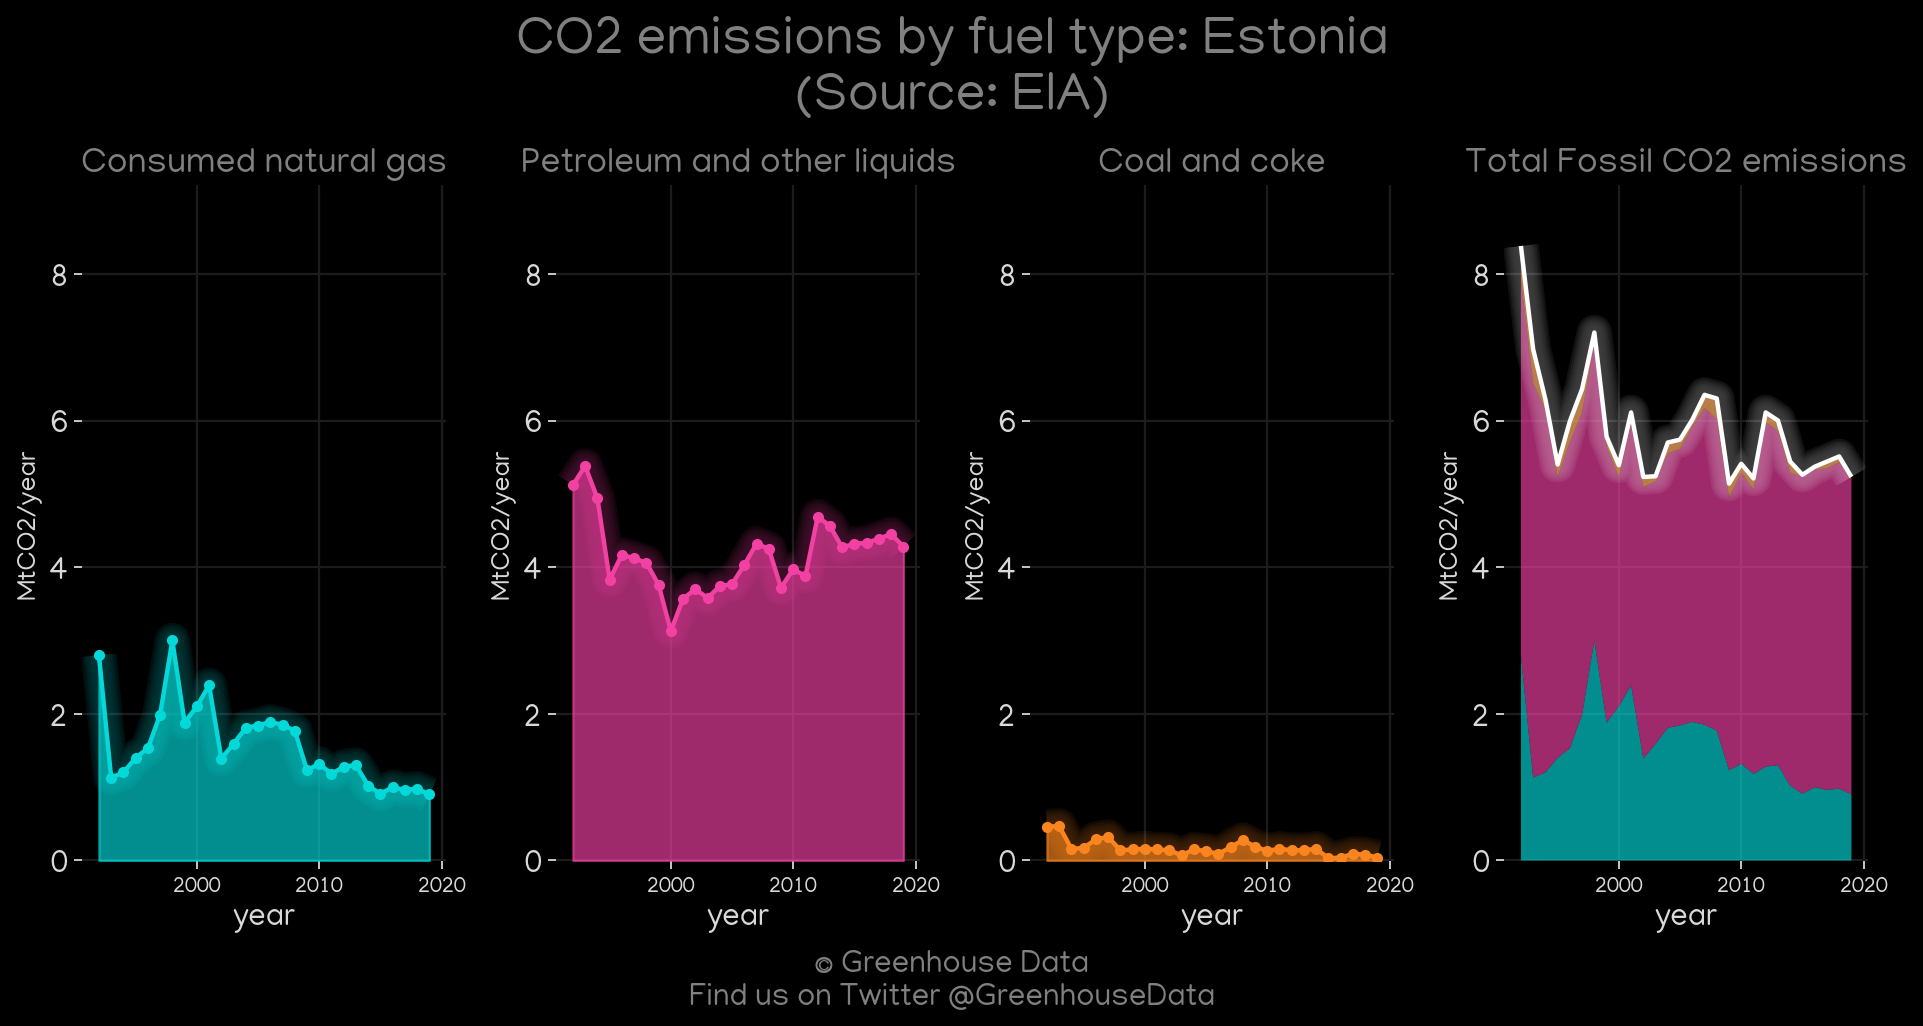 CO2 emissions by fuel type: Estonia
(Source: EIA)
Consumed natural gas
Petroleum and other liquids
Coal and coke
Total Fossil CO2 emissions
MtCO2/year
8
6
4
2
0
2000 2010 2020
year
MtCO2/year
8
6
4
2
0
2000 2010 2020
year
MtCO2/year
8
6
4
2
0
2000 2010 2020
year
MtCO2/year
8
6
4
2
0
2000 2010 2020
year
© Greenhouse Data
Find us on Twitter @GreenhouseData